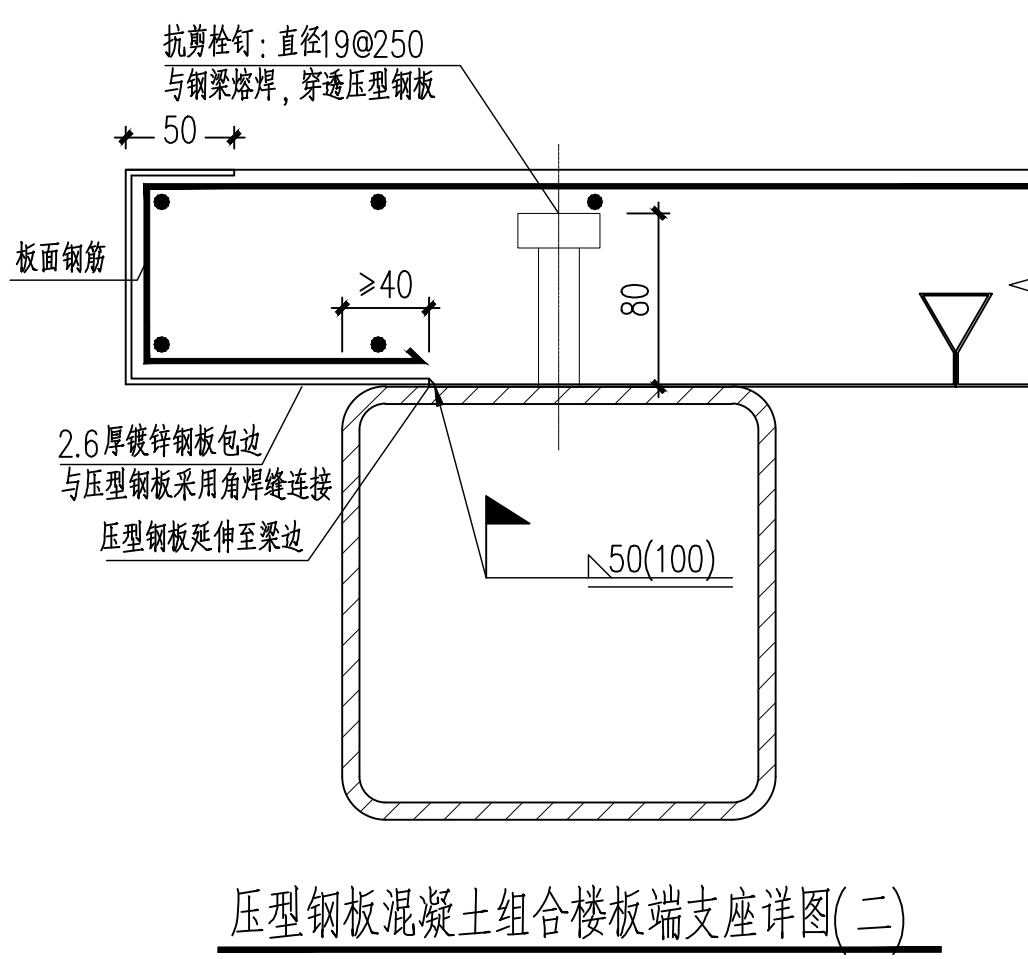 抗剪栓钉:直径19@250
与钢梁熔焊,穿透压型钢板
50
板面钢筋
≥40
80
2.6厚镀锌钢板包边
与压型钢板采用角焊缝连接
压型钢板延伸至梁边
50(100)
压型钢板混凝土组合楼板端支座详图(二)